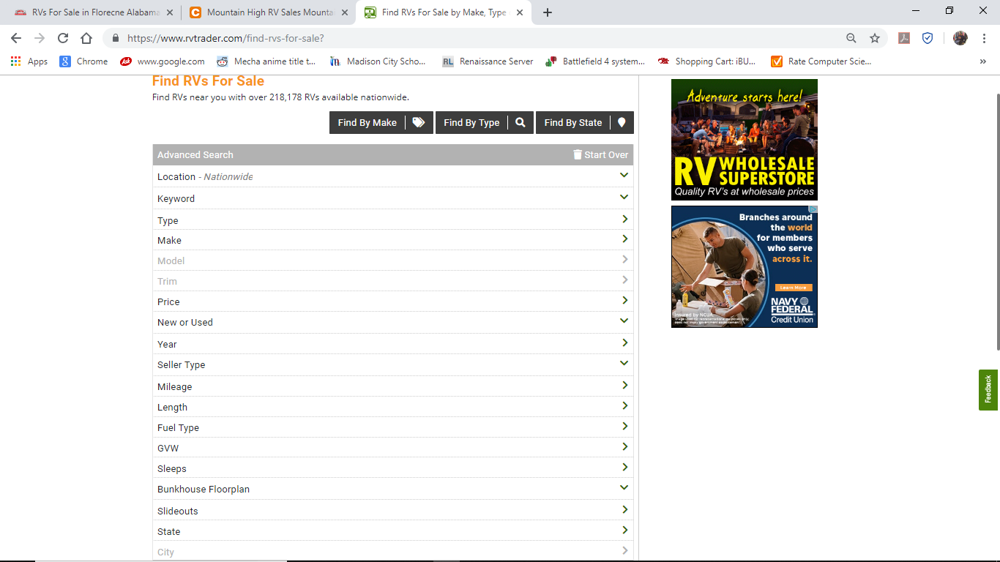 RVs For Sale in Florecne Alabama
Mountain High RV Sales Mounta
Find RVs For Sale by Make, Type
https://www.rvtrader.com/find-rvs-for-sale?
Apps
Chrome
Ask
www.google.com
Mecha anime title t...
Madison City Scho...
RL
Renaissance Server
Battlefield 4 system...
Shopping Cart: iBU...
Rate Computer Scie...
»
Find RVs For Sale
Find RVs near you with over 218,178 RVs available nationwide.
Find By Make
Find By Type
Find By State
Advanced Search
Start Over
Location - Nationwide
Keyword
Type
Make
Model
Trim
Price
New or Used
Year
Seller Type
Mileage
Length
Fuel Type
GVW
Sleeps
Bunkhouse Floorplan
Slideouts
State
City
Adventure starts here!
RV WHOLESALE
SUPERSTORE
Quality RV's at wholesale prices
Branches around
the world
for members
who serve
across it.
Learn More
NAVY
FEDERAL
Credit Union
Insured by NCUA.
Feedback